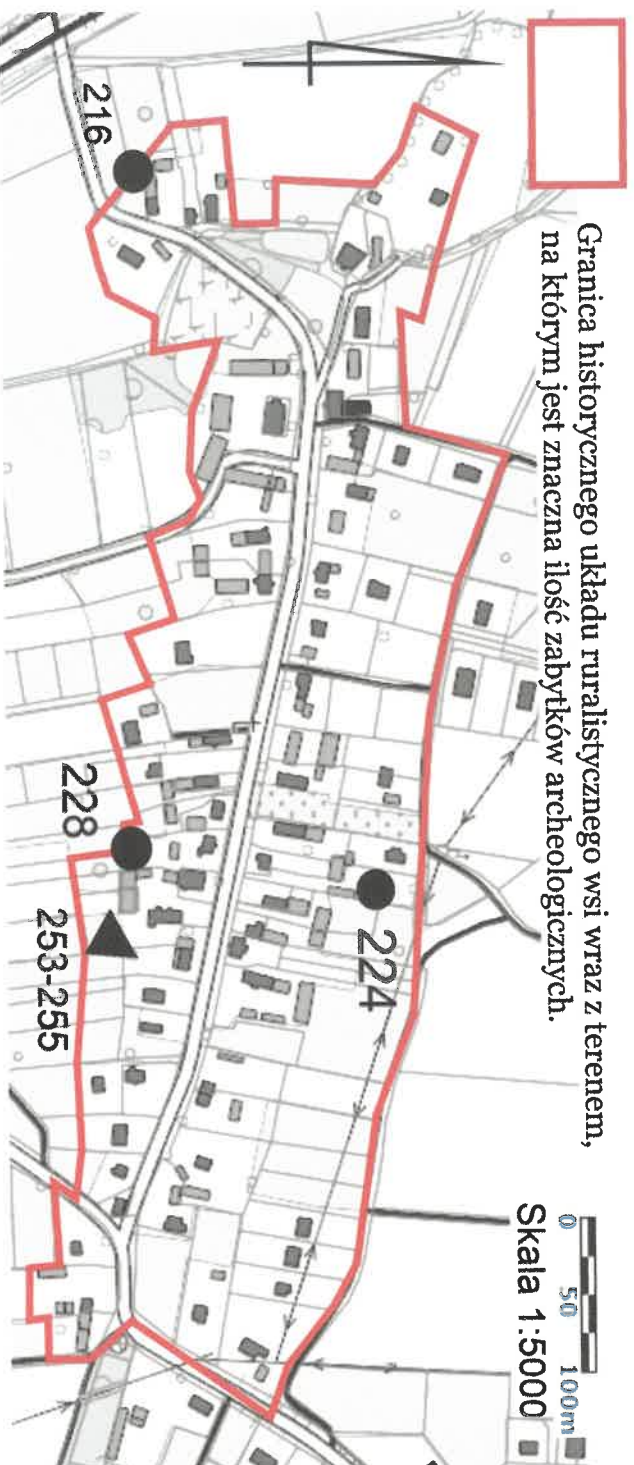 Granica historycznego układu ruralistycznego wsi wraz z terenem,
na którym jest znaczna ilość zabytków archeologicznych.
0 50 100m
Skala 1:5000
216
224
228
253-255